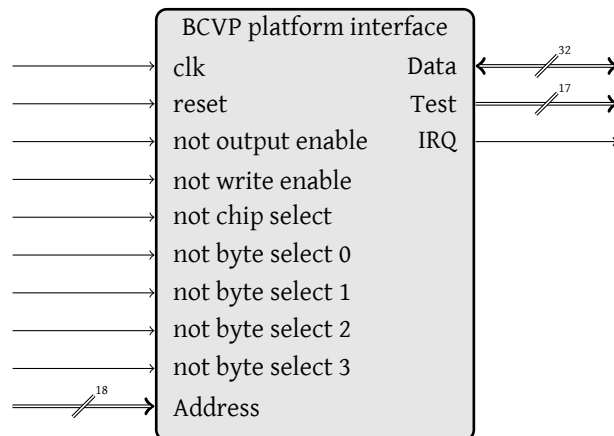 BCVP platform interface
clk Data 32
reset Test 17
not output enable IRQ
not write enable
not chip select
not byte select 0
not byte select 1
not byte select 2
not byte select 3
18 Address